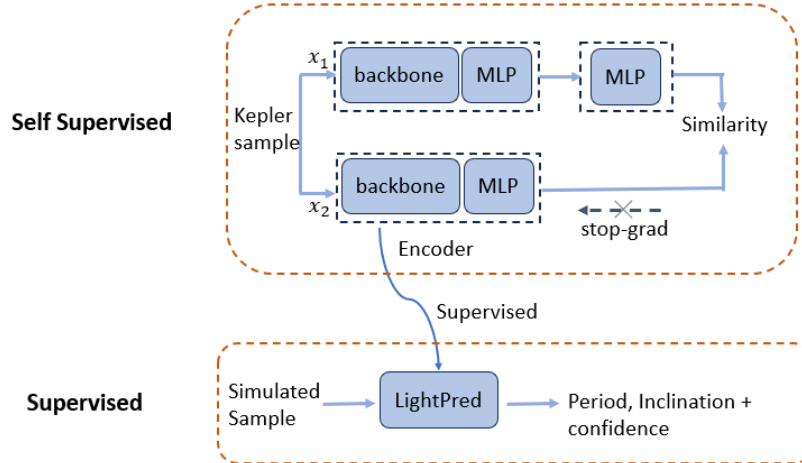 x₁
backbone
MLP
MLP
Self Supervised
Kepler
sample
Similarity
backbone
MLP
x₂
stop-grad
Encoder
Supervised
Supervised
Simulated
Sample
LightPred
Period, Inclination +
confidence